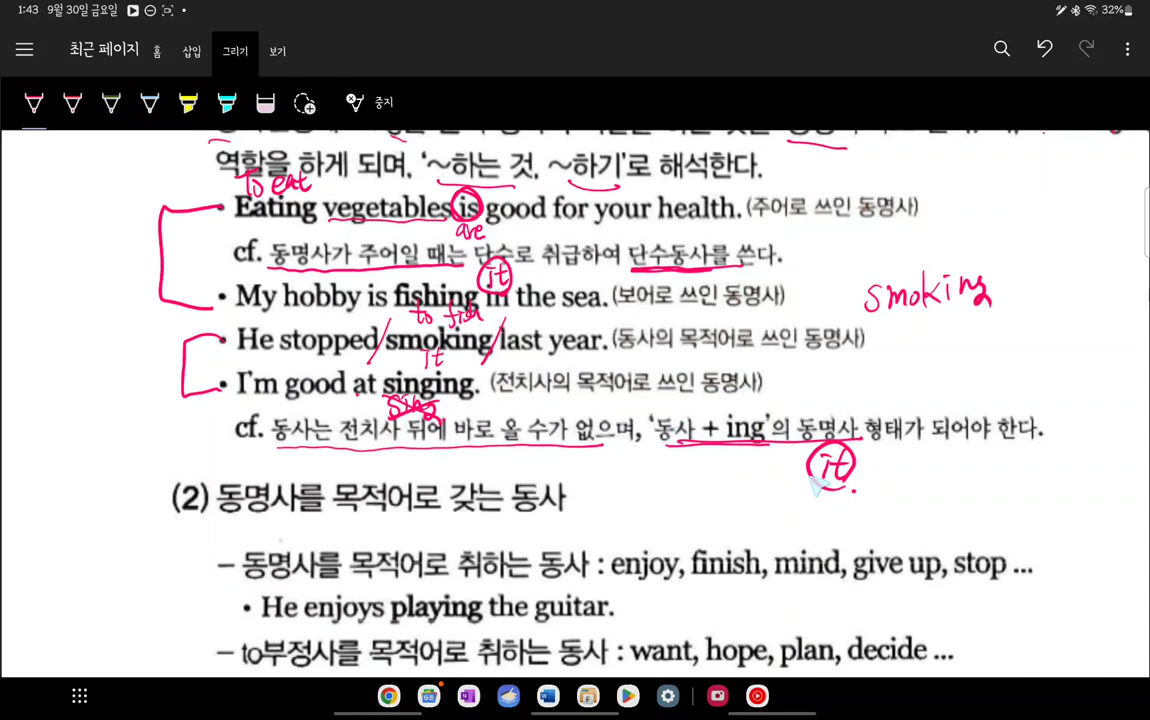 1:43 9월 30일 금요일 32%
최근 페이지 홈 삽입 그리기 보기
중지
역할을 하게 되며, '~하는 것, ~하기'로 해석한다.
To eat
• Eating vegetables is good for your health. (주어로 쓰인 동명사)
are
cf. 동명사가 주어일 때는 단수로 취급하여 단수동사를 쓴다.
it
• My hobby is fishing in the sea. (보어로 쓰인 동명사) smoking
to fish
• He stopped / smoking / last year. (동사의 목적어로 쓰인 동명사)
it
• I'm good at singing. (전치사의 목적어로 쓰인 동명사)
sing
cf. 동사는 전치사 뒤에 바로 올 수가 없으며, '동사 + ing'의 동명사 형태가 되어야 한다.
it
(2) 동명사를 목적어로 갖는 동사
– 동명사를 목적어로 취하는 동사 : enjoy, finish, mind, give up, stop ...
• He enjoys playing the guitar.
– to부정사를 목적어로 취하는 동사 : want, hope, plan, decide ...